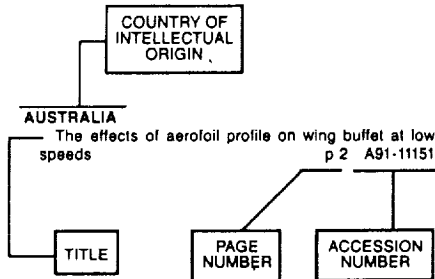 COUNTRY OF
INTELLECTUAL
ORIGIN
AUSTRALIA
The effects of aerofoil profile on wing buffet at low
speeds p 2 A91-11151
TITLE
PAGE
NUMBER
ACCESSION
NUMBER